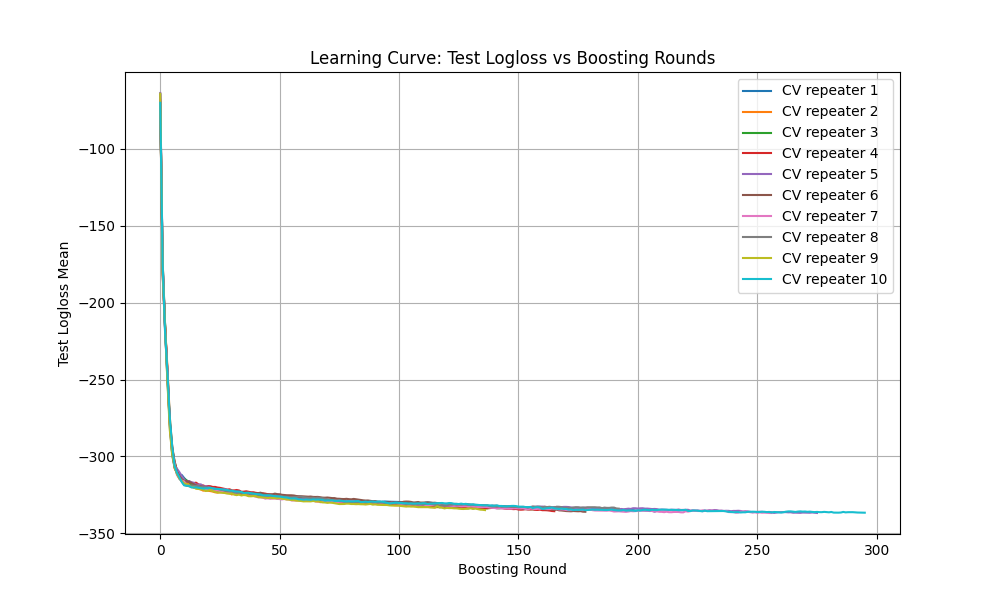 Learning Curve: Test Logloss vs Boosting Rounds
CV repeater 1
CV repeater 2
CV repeater 3
CV repeater 4
CV repeater 5
CV repeater 6
CV repeater 7
CV repeater 8
CV repeater 9
CV repeater 10
Test Logloss Mean
−100
−150
−200
−250
−300
−350
0 50 100 150 200 250 300
Boosting Round